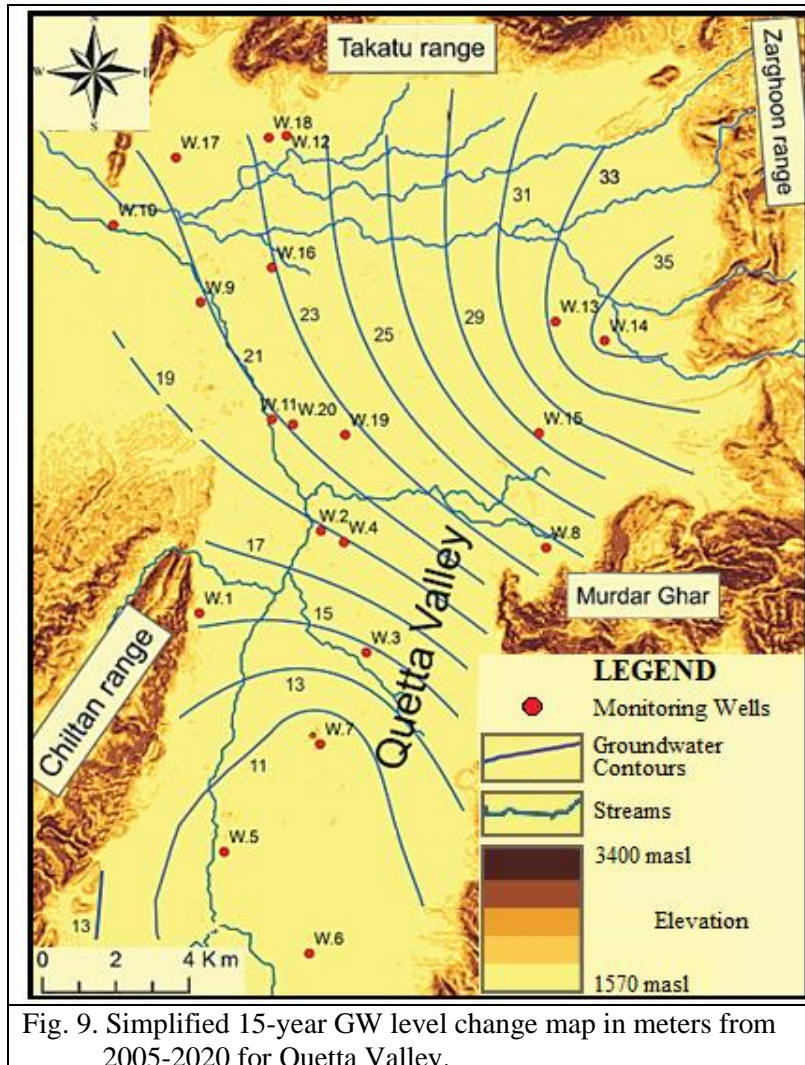 Takatu range
Zarghoon range
N
W
E
S
W.18
W.12
W.17
33
31
W.10
35
W.16
W.9
23
29
W.13
W.14
21
25
19
W.11
W.20
W.19
W.15
W.2
W.4
W.8
17
Quetta Valley
Murdar Ghar
W.1
15
W.3
Chiltan range
13
W.7
11
W.5
13
W.6
0 2 4 Km
LEGEND
Monitoring Wells
Groundwater
Contours
Streams
3400 masl
Elevation
1570 masl
Fig. 9. Simplified 15-year GW level change map in meters from
2005-2020 for Quetta Valley.